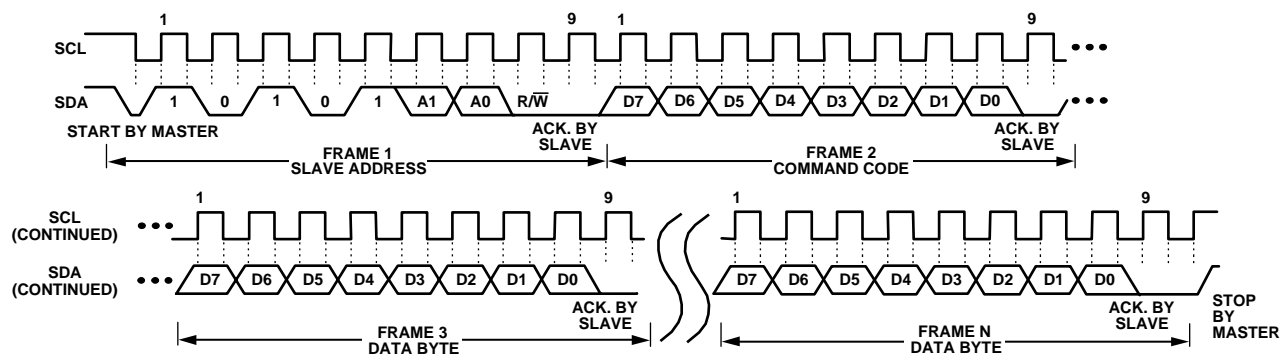 1 9 1 9
SCL
SDA 1 0 1 0 1 A1 A0 R/W̅ D7 D6 D5 D4 D3 D2 D1 D0
START BY MASTER ACK. BY SLAVE ACK. BY SLAVE
FRAME 1 SLAVE ADDRESS FRAME 2 COMMAND CODE
1 9 1 9
SCL (CONTINUED)
SDA (CONTINUED) D7 D6 D5 D4 D3 D2 D1 D0 D7 D6 D5 D4 D3 D2 D1 D0
ACK. BY SLAVE ACK. BY SLAVE STOP BY MASTER
FRAME 3 DATA BYTE FRAME N DATA BYTE